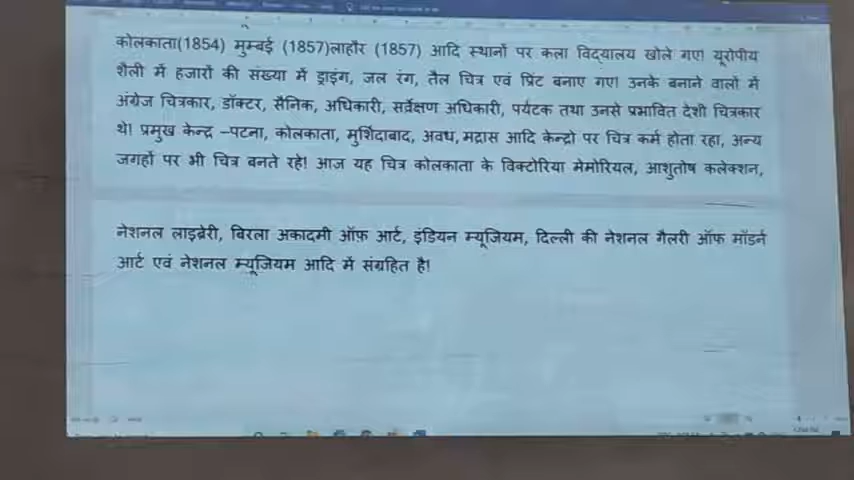 कोलकाता(1854) मुम्बई (1857)लाहौर (1857) आदि स्थानों पर कला विद्यालय खोले गए! यूरोपीय
शैली में हजारों की संख्या में ड्राइंग, जल रंग, तैल चित्र एवं प्रिंट बनाए गए! उनके बनाने वालों में
अंग्रेज चित्रकार, डॉक्टर, सैनिक, अधिकारी, सर्वेक्षण अधिकारी, पर्यटक तथा उनसे प्रभावित देशी चित्रकार
थे! प्रमुख केन्द्र –पटना, कोलकाता, मुर्शिदाबाद, अवध,मद्रास आदि केन्द्रो पर चित्र कर्म होता रहा, अन्य
जगहों पर भी चित्र बनते रहे! आज यह चित्र कोलकाता के विक्टोरिया मेमोरियल, आशुतोष कलेक्शन,
नेशनल लाइब्रेरी, बिरला अकादमी ऑफ़ आर्ट, इंडियन म्यूजियम, दिल्ली की नेशनल गैलरी ऑफ मॉडर्न
आर्ट एवं नेशनल म्यूजियम आदि में संग्रहित है!